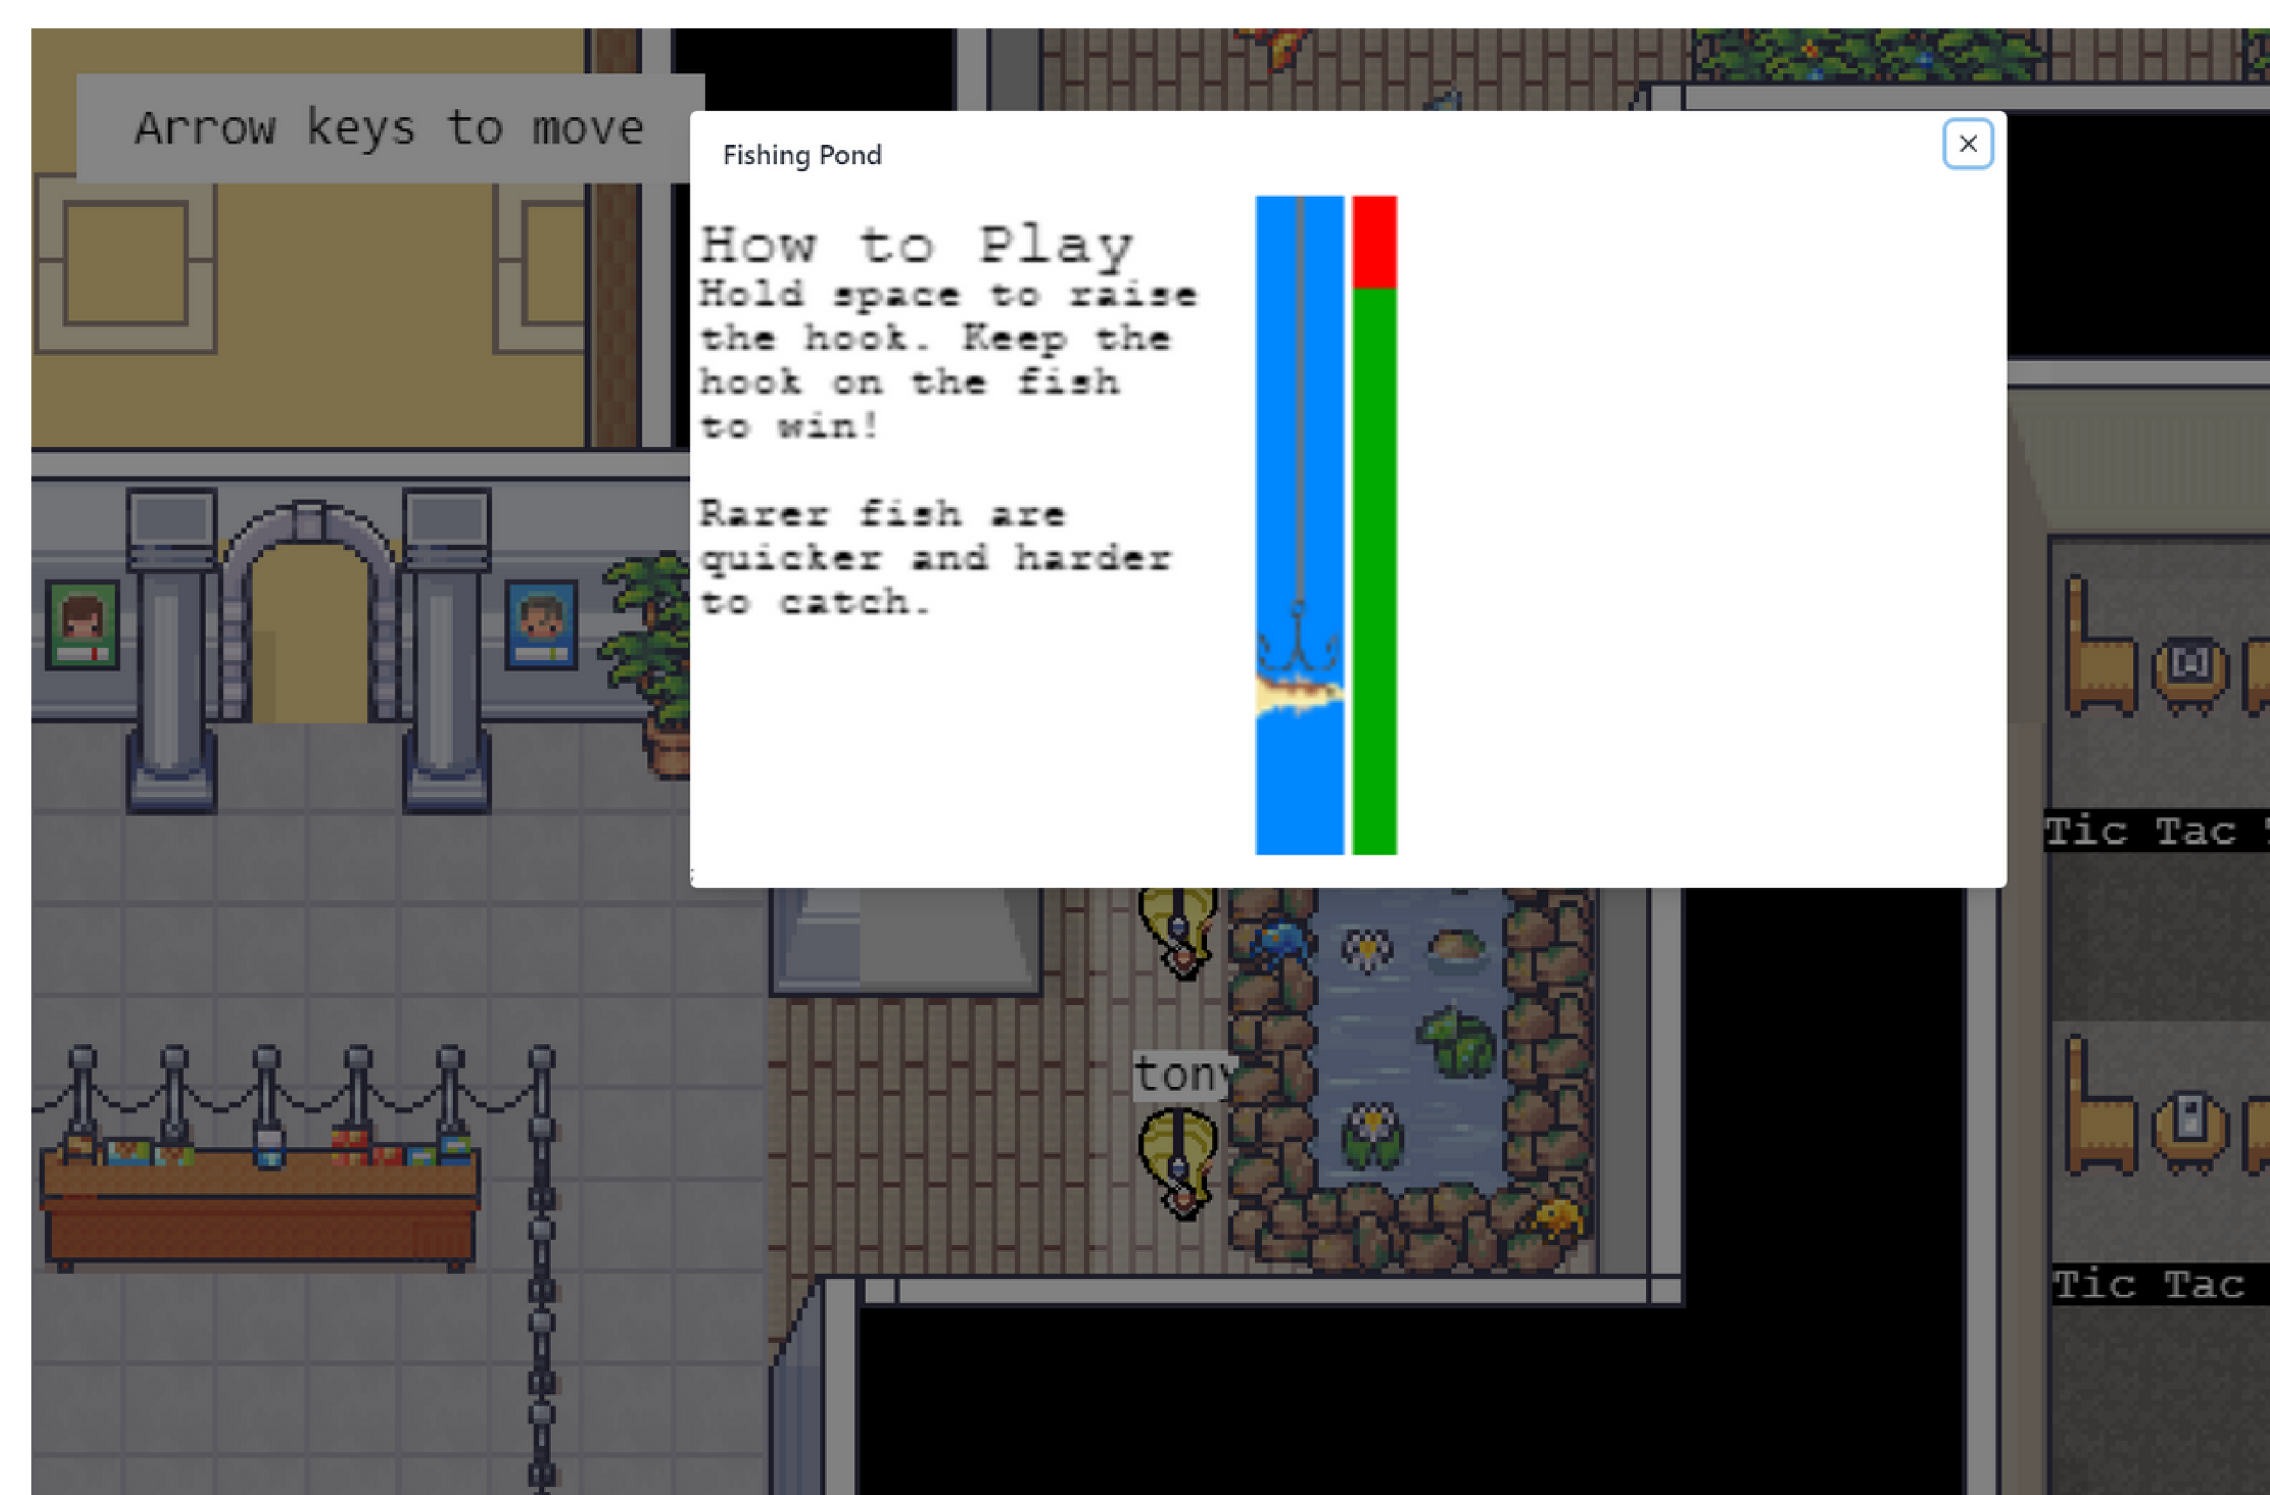 Arrow keys to move
Fishing Pond
How to Play
Hold space to raise
the hook. Keep the
hook on the fish
to win!
Rarer fish are
quicker and harder
to catch.
Tic Tac
tony
Tic Tac